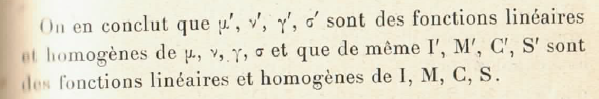 On en conclut que μ′, ν′, γ′, σ′ sont des fonctions linéaires
et homogènes de μ, ν, γ, σ et que de même I′, M′, C′, S′ sont
des fonctions linéaires et homogènes de I, M, C, S.